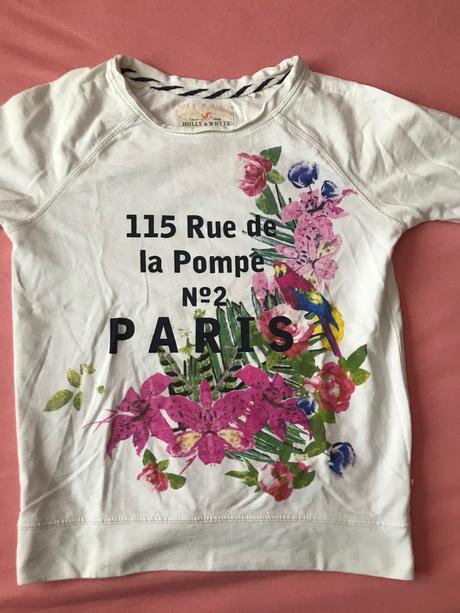 HOLLY & WHYTE
115 Rue de
la Pompe
Nº2
PARIS